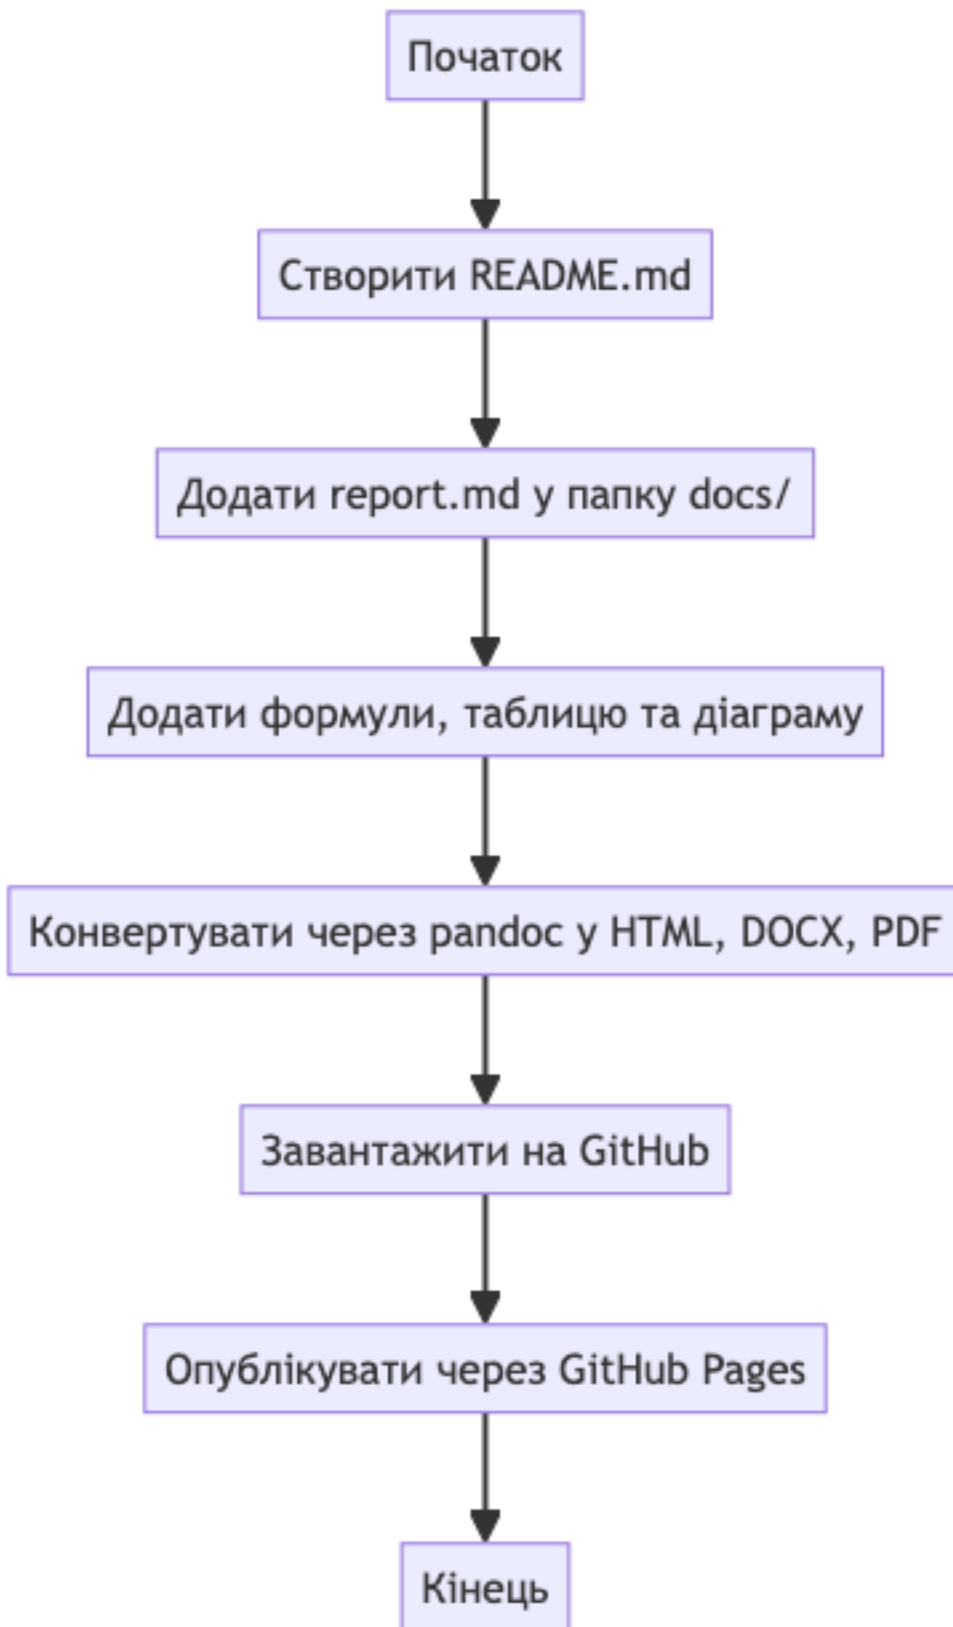 Початок
Створити README.md
Додати report.md у папку docs/
Додати формули, таблицю та діаграму
Конвертувати через pandoc у HTML, DOCX, PDF
Завантажити на GitHub
Опублікувати через GitHub Pages
Кінець